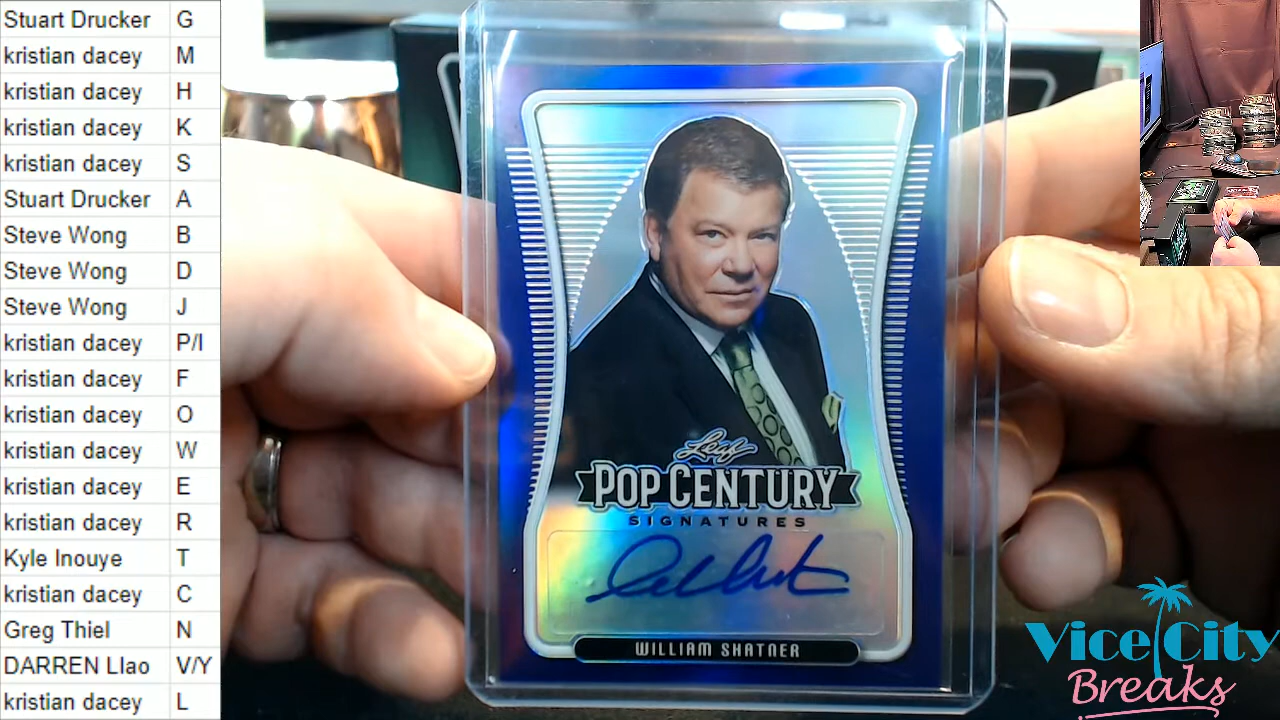 Stuart Drucker G
kristian dacey M
kristian dacey H
kristian dacey K
kristian dacey S
Stuart Drucker A
Steve Wong B
Steve Wong D
Steve Wong J
kristian dacey P/I
kristian dacey F
kristian dacey O
kristian dacey W
kristian dacey E
kristian dacey R
Kyle Inouye T
kristian dacey C
Greg Thiel N
DARREN Llao V/Y
kristian dacey L
Leaf
POP CENTURY
SIGNATURES
WILLIAM SHATNER
Vice City
Breaks